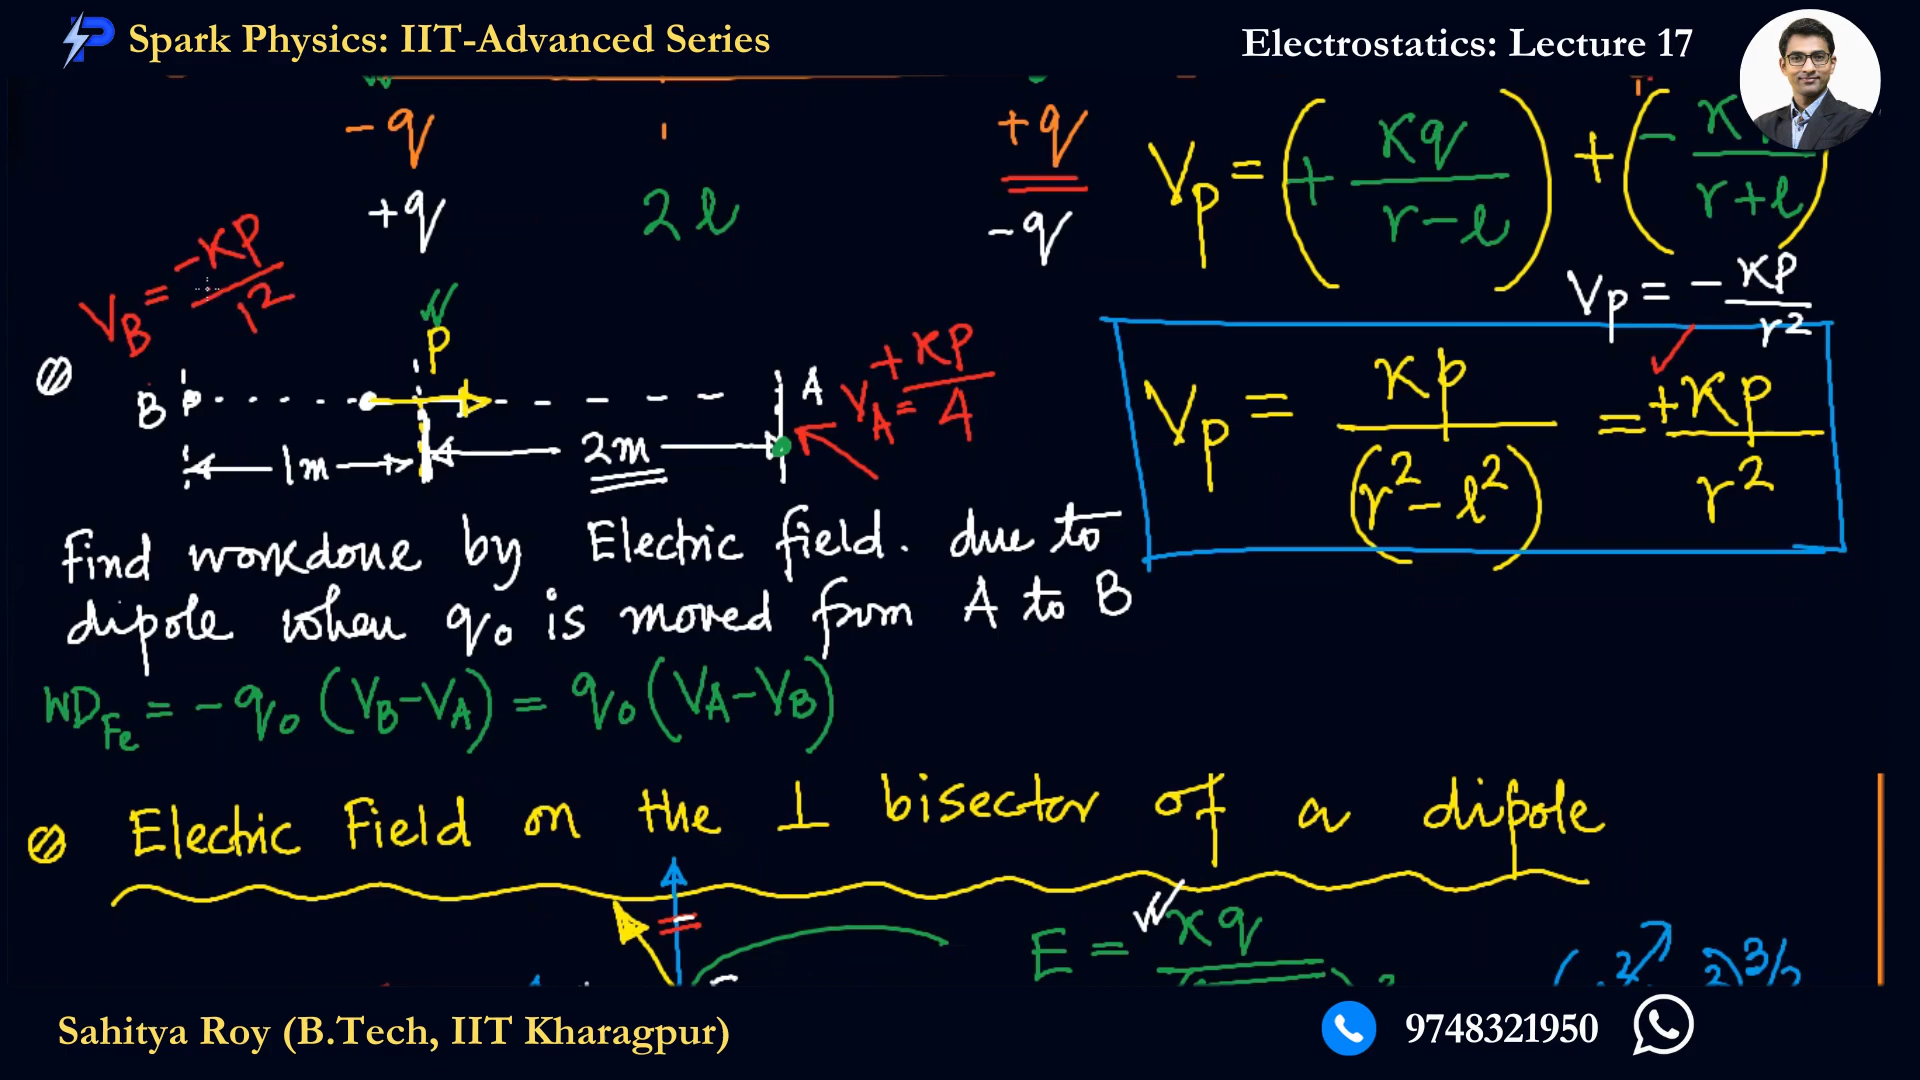 Spark Physics: IIT-Advanced Series
Electrostatics: Lecture 17
-q
+q
+q
2l
-q
Vp = (+ Kq / r-l) + (- K / r+l)
Vp = - Kp / r²
VB = -Kp / 1²
P
B
A
VA = +Kp / 4
1m
2m
Vp = Kp / (r² - l²) = +Kp / r²
Find workdone by Electric field. due to
dipole when q₀ is moved from A to B
WD Fe = - q₀ (VB-VA) = q₀ (VA-VB)
Electric Field on the ⊥ bisector of a dipole
E = Kq
Sahitya Roy (B.Tech, IIT Kharagpur)
9748321950